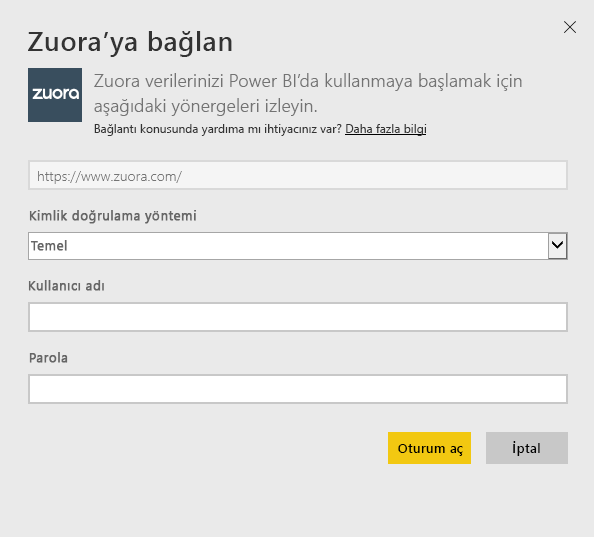 Zuora’ya bağlan
zuora
Zuora verilerinizi Power BI’da kullanmaya başlamak için
aşağıdaki yönergeleri izleyin.
Bağlantı konusunda yardıma mı ihtiyacınız var? Daha fazla bilgi
https://www.zuora.com/
Kimlik doğrulama yöntemi
Temel
Kullanıcı adı
Parola
Oturum aç
İptal